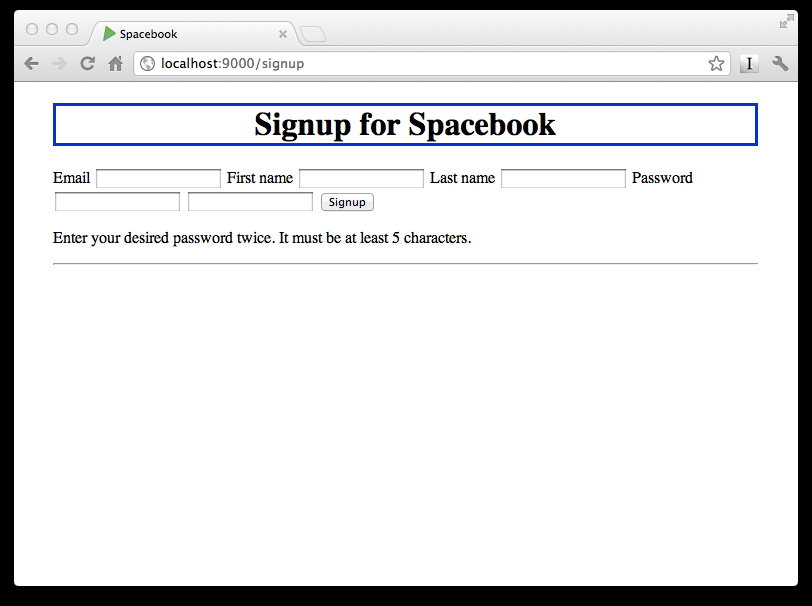 Spacebook
localhost:9000/signup
I
Signup for Spacebook
Email First name Last name Password
Signup
Enter your desired password twice. It must be at least 5 characters.